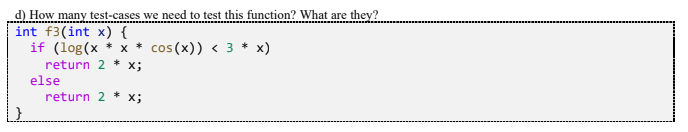 d) How many test-cases we need to test this function? What are they?
int f3(int x) {
  if (log(x * x * cos(x)) < 3 * x)
    return 2 * x;
  else
    return 2 * x;
}